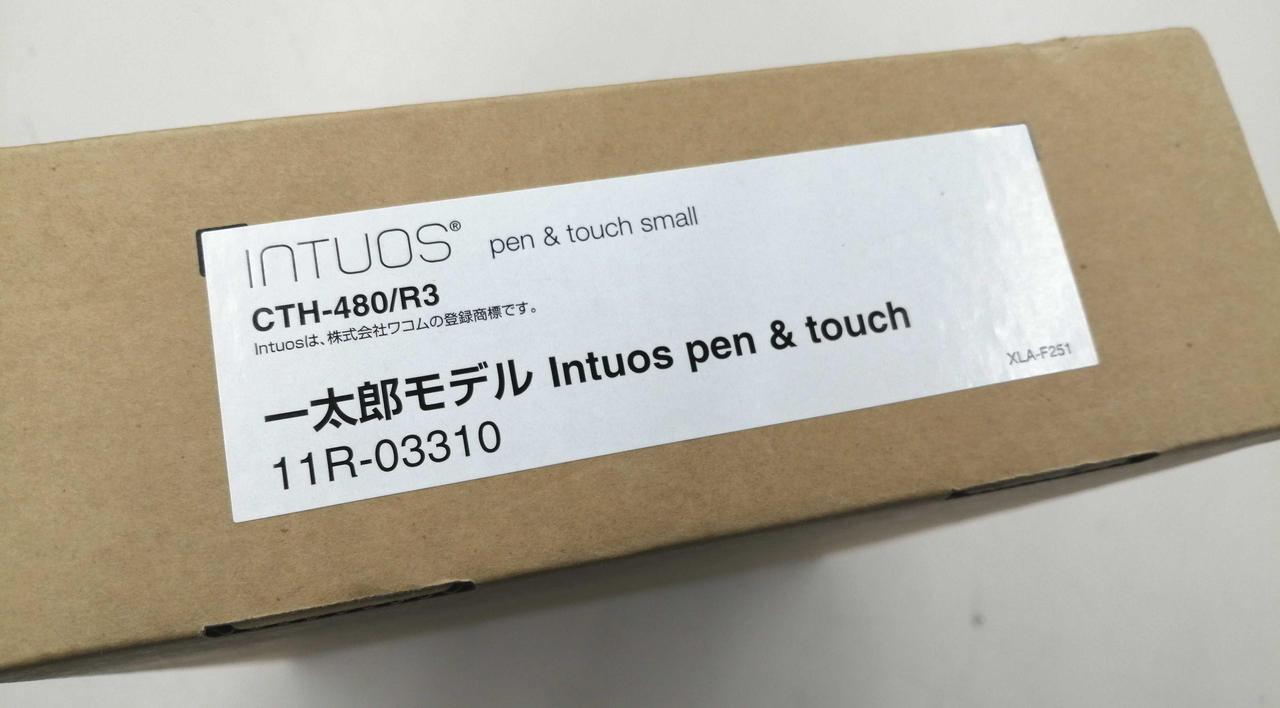 INTUOS® pen & touch small
CTH-480/R3
Intuosは、株式会社ワコムの登録商標です。
一太郎モデル Intuos pen & touch
11R-03310
XLA-F251